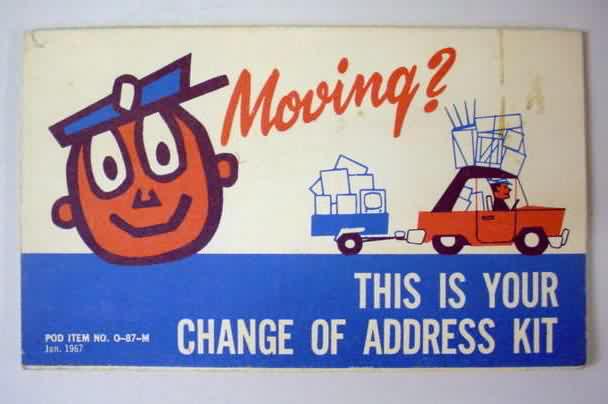 Moving?
THIS IS YOUR
CHANGE OF ADDRESS KIT
POD ITEM NO. O-87-M
Jan. 1967